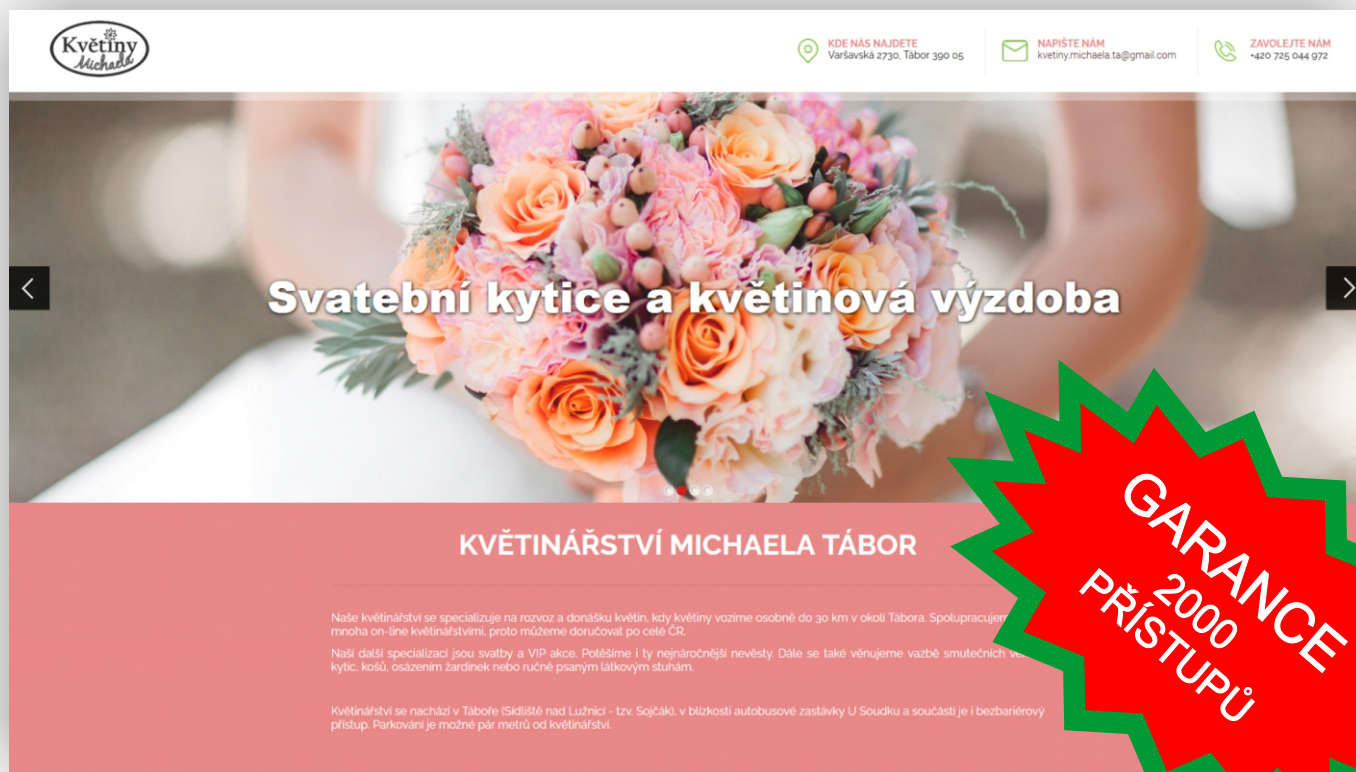 Květiny
Michaela
KDE NÁS NAJDETE
Varšavská 2730, Tábor 390 05
NAPIŠTE NÁM
kvetiny.michaela.ta@gmail.com
ZAVOLEJTE NÁM
+420 725 044 972
Svatební kytice a květinová výzdoba
KVĚTINÁŘSTVÍ MICHAELA TÁBOR
Naše květinářství se specializuje na rozvoz a donášku květin, kdy květiny vozíme osobně do 30 km v okolí Tábora.
mnoha on-line květinářstvími, proto můžeme doručovat po celé ČR.
Naší další specializací jsou svatby a VIP akce. Potěšíme i ty nejnáročnější nevěsty. Dále se také věnujeme vazbě smutečních
kytic, košů, osázením žardinek nebo ručně psaným látkovým stuhám.
Květinářství se nachází v Táboře (Sídliště nad Lužnicí - tzv. Sojčák), v blízkosti autobusové zastávky U Soudku a součástí je i bezbariérový
přístup. Parkování je možné pár metrů od květinářství.
GARANCE
2000
PŘÍSTUPŮ